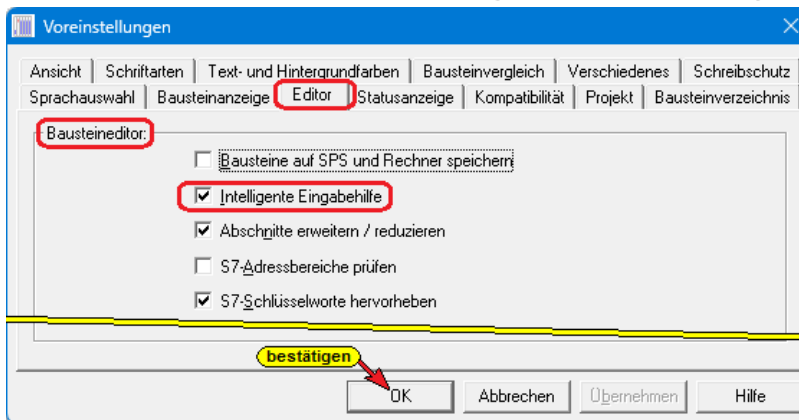 Voreinstellungen
Ansicht Schriftarten Text- und Hintergrundfarben Bausteinvergleich Verschiedenes Schreibschutz
Sprachauswahl Bausteinanzeige Editor Statusanzeige Kompatibilität Projekt Bausteinverzeichnis
Bausteineditor:
Bausteine auf SPS und Rechner speichern
Intelligente Eingabehilfe
Abschnitte erweitern / reduzieren
S7-Adressbereiche prüfen
S7-Schlüsselworte hervorheben
bestätigen
OK Abbrechen Übernehmen Hilfe